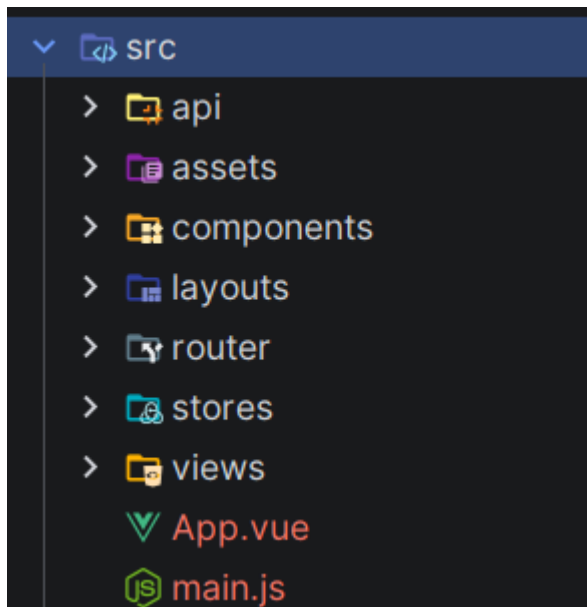 src
api
assets
components
layouts
router
stores
views
App.vue
main.js